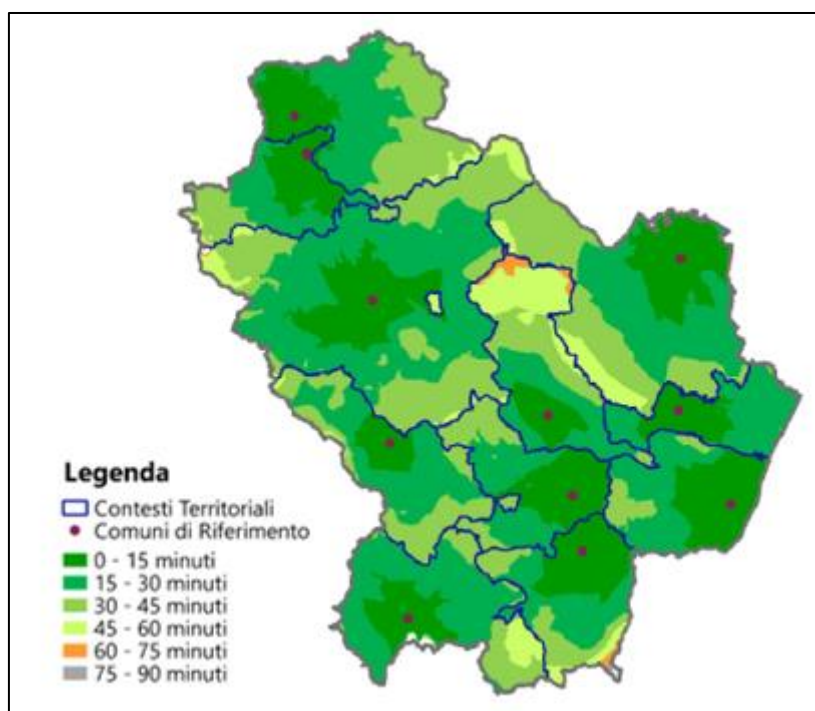 Legenda
Contesti Territoriali
Comuni di Riferimento
0 - 15 minuti
15 - 30 minuti
30 - 45 minuti
45 - 60 minuti
60 - 75 minuti
75 - 90 minuti